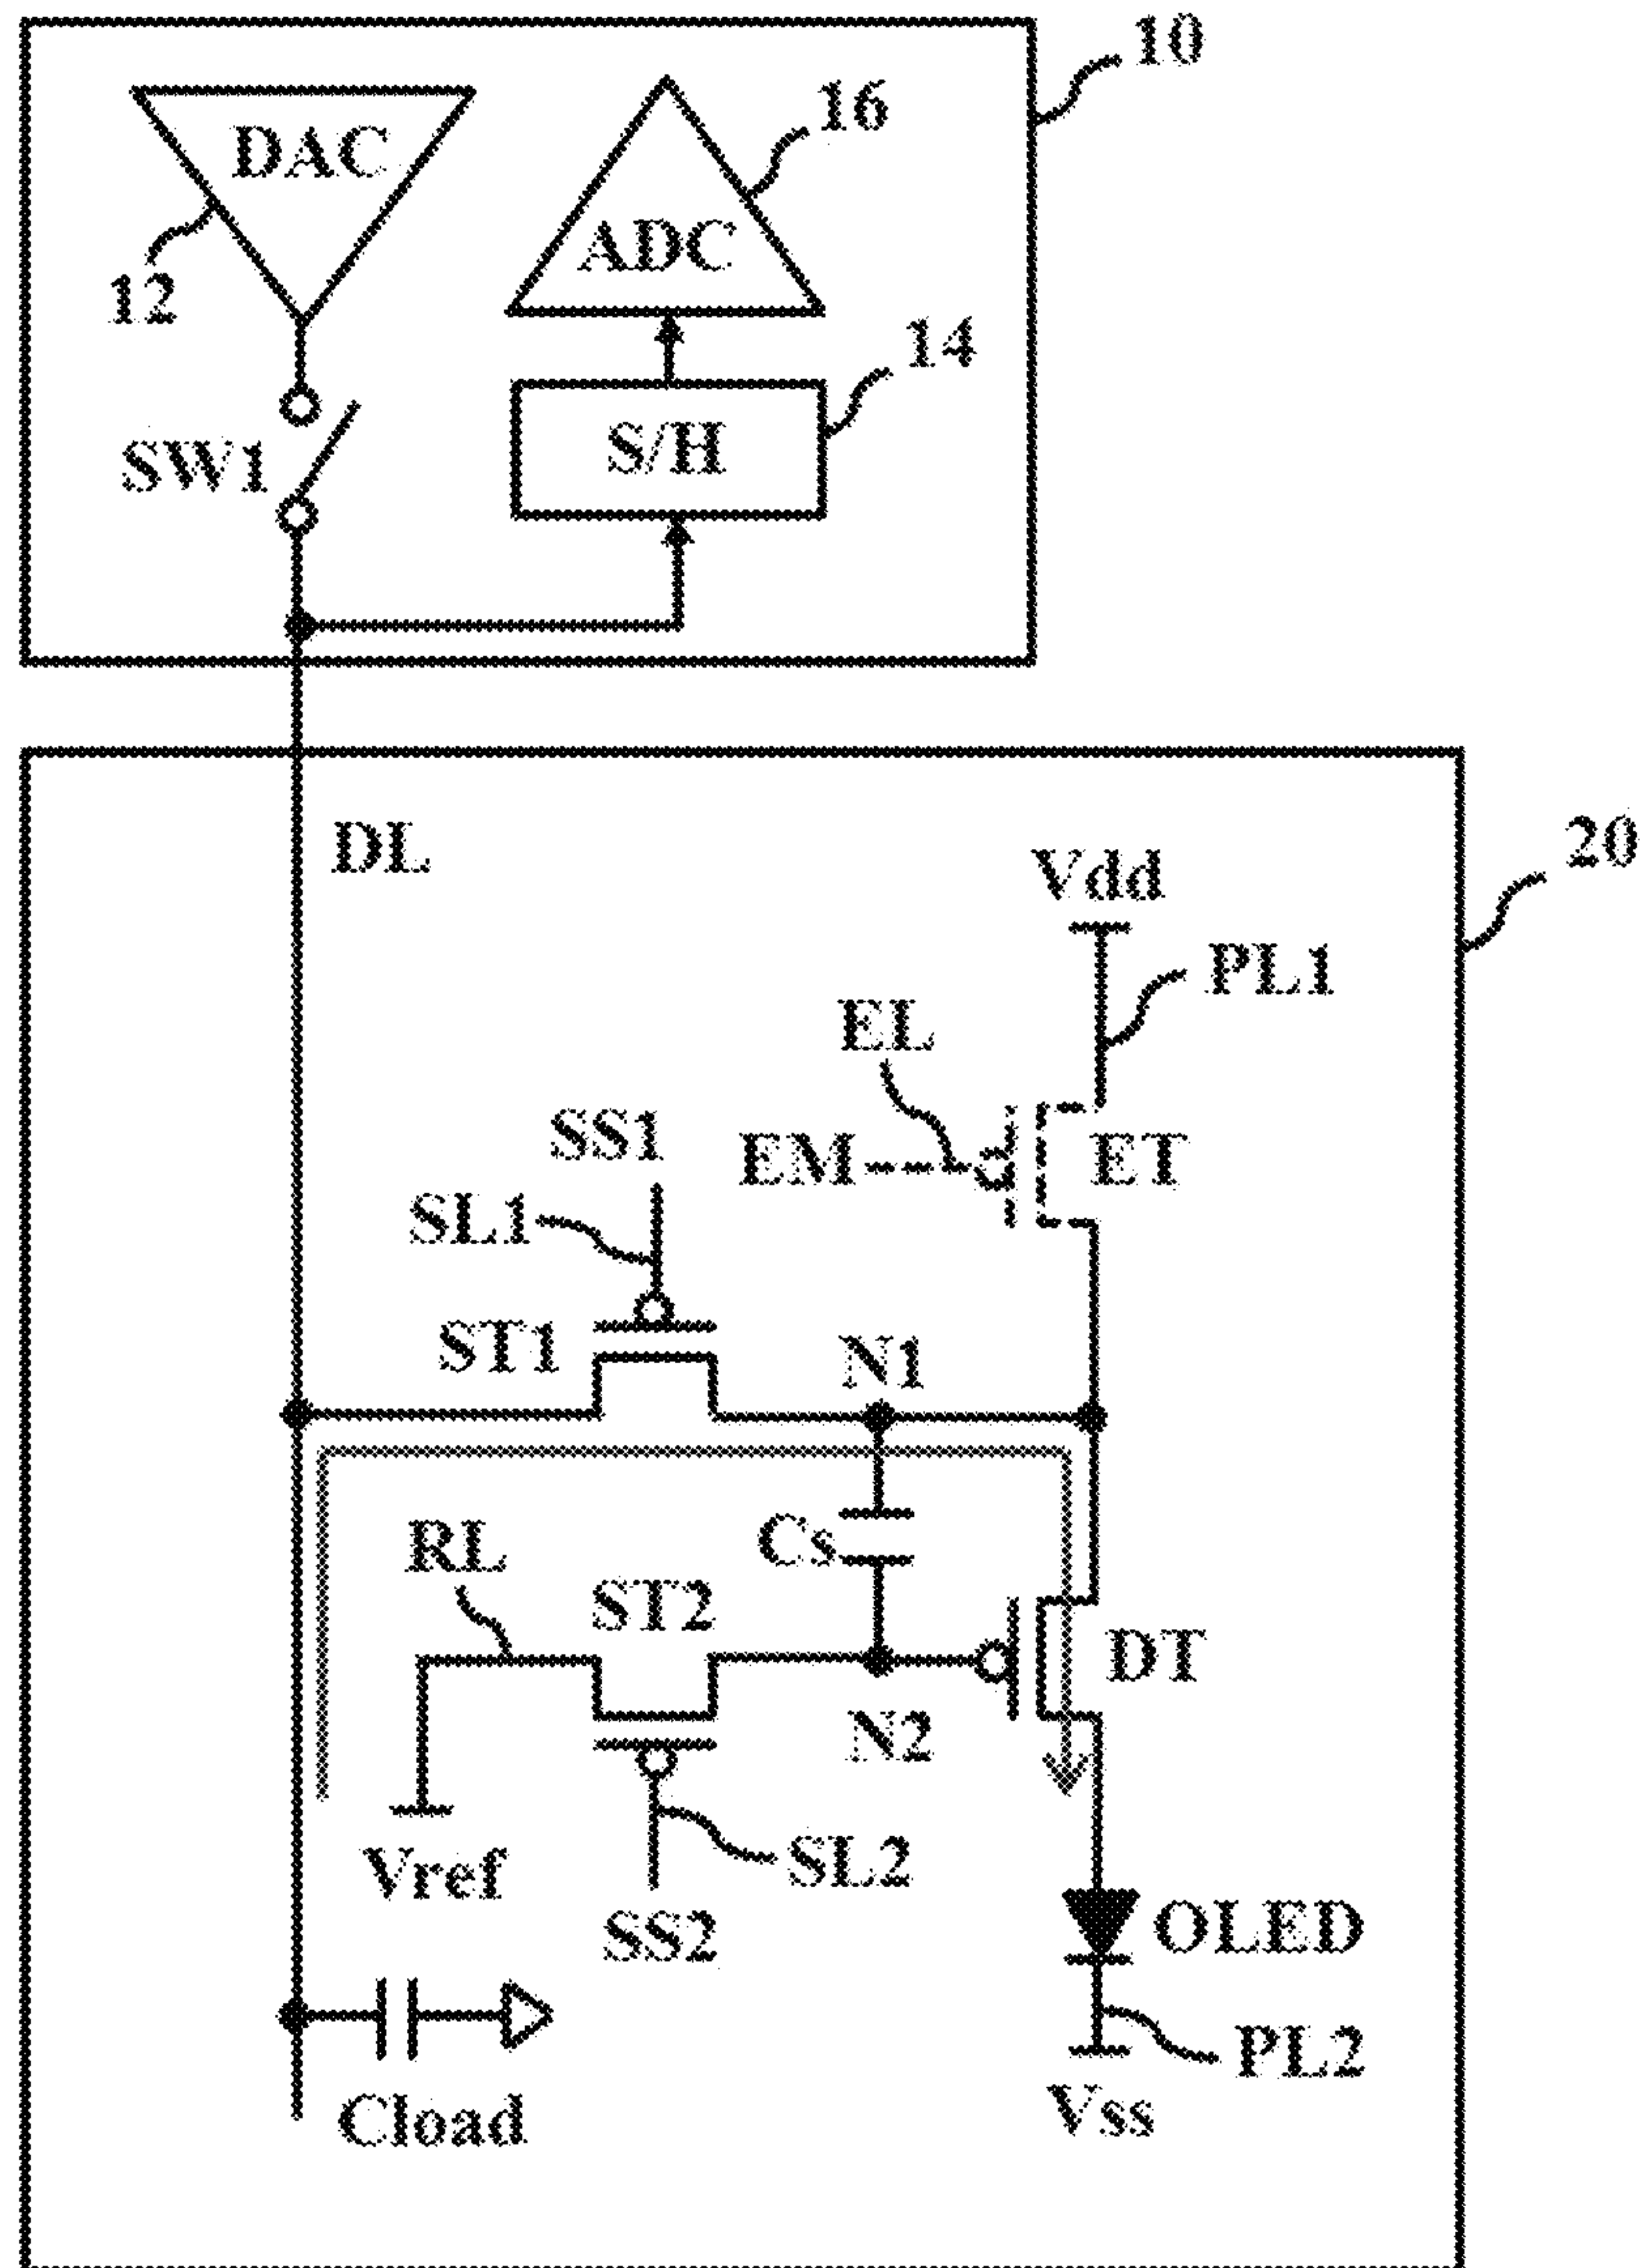 10
DAC
16
12
ADC
14
SW1
S/H
DL
20
Vdd
PL1
EL
SS1
EM
ET
SL1
ST1
N1
RL
Cs
ST2
DT
N2
Vref
SL2
SS2
OLED
Cload
PL2
Vss